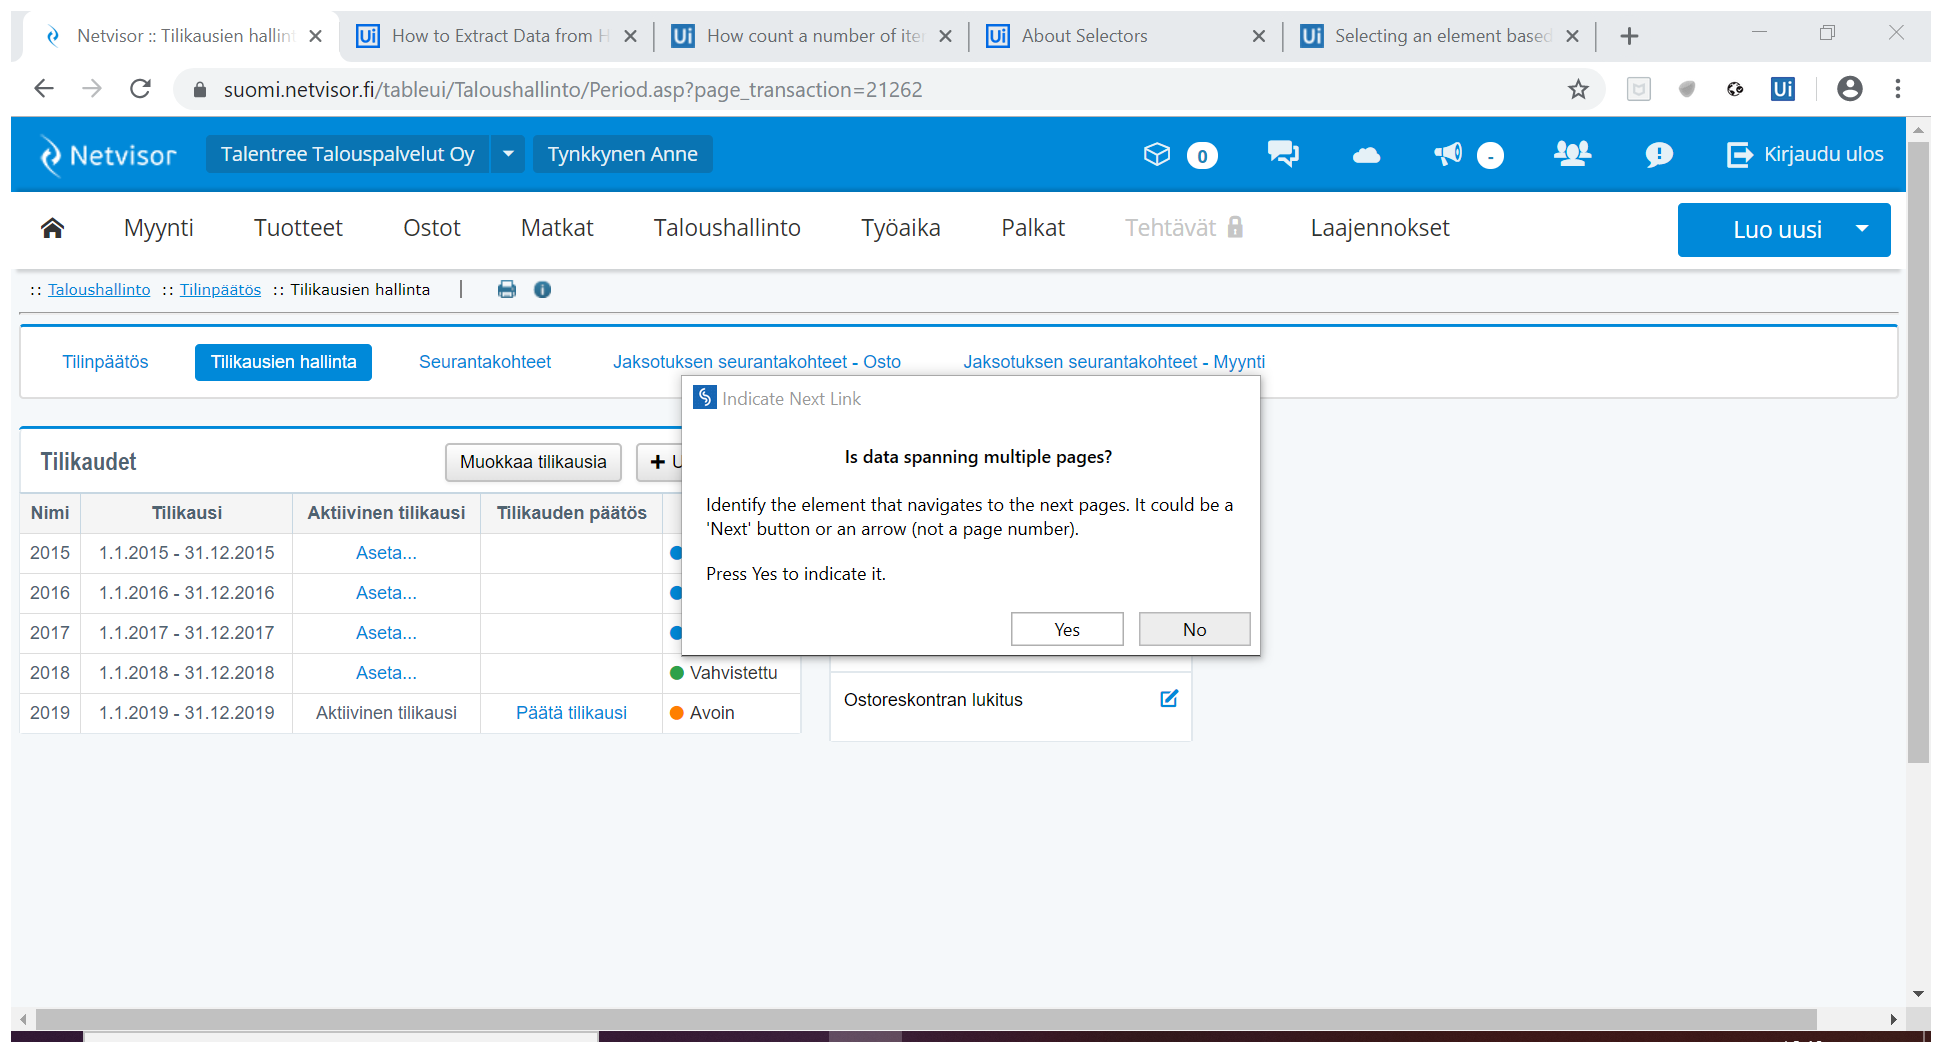 Netvisor :: Tilikausien hallint
How to Extract Data from H
How count a number of iter
About Selectors
Selecting an element based
suomi.netvisor.fi/tableui/Taloushallinto/Period.asp?page_transaction=21262
Netvisor
Talentree Talouspalvelut Oy
Tynkkynen Anne
0
-
Kirjaudu ulos
Myynti
Tuotteet
Ostot
Matkat
Taloushallinto
Työaika
Palkat
Tehtävät
Laajennokset
Luo uusi
:: Taloushallinto :: Tilinpäätös :: Tilikausien hallinta
Tilinpäätös
Tilikausien hallinta
Seurantakohteet
Jaksotuksen seurantakohteet - Osto
Jaksotuksen seurantakohteet - Myynti
Indicate Next Link
Is data spanning multiple pages?
Identify the element that navigates to the next pages. It could be a
'Next' button or an arrow (not a page number).
Press Yes to indicate it.
Yes
No
Tilikaudet
Muokkaa tilikausia
+ U
Nimi Tilikausi Aktiivinen tilikausi Tilikauden päätös
2015 1.1.2015 - 31.12.2015 Aseta...
2016 1.1.2016 - 31.12.2016 Aseta...
2017 1.1.2017 - 31.12.2017 Aseta...
2018 1.1.2018 - 31.12.2018 Aseta... Vahvistettu
2019 1.1.2019 - 31.12.2019 Aktiivinen tilikausi Päätä tilikausi Avoin
Ostoreskontran lukitus